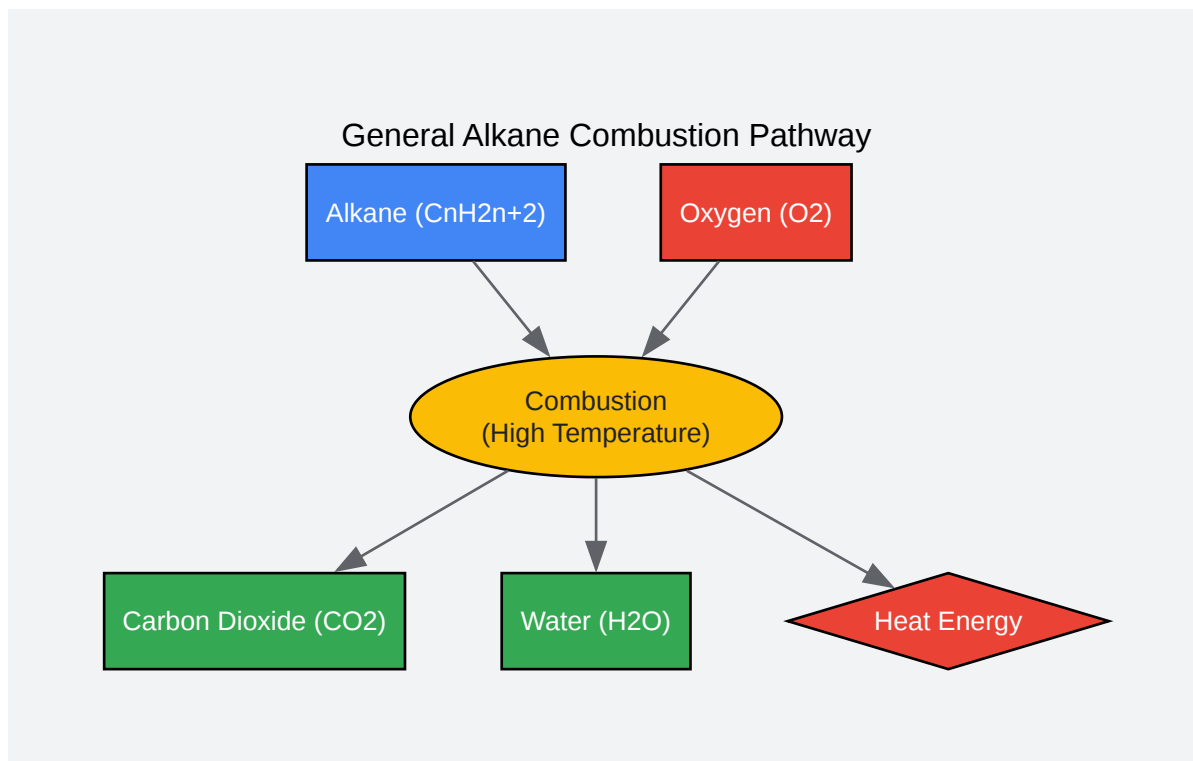 General Alkane Combustion Pathway
Alkane (CnH2n+2)
Oxygen (O2)
Combustion
(High Temperature)
Carbon Dioxide (CO2)
Water (H2O)
Heat Energy